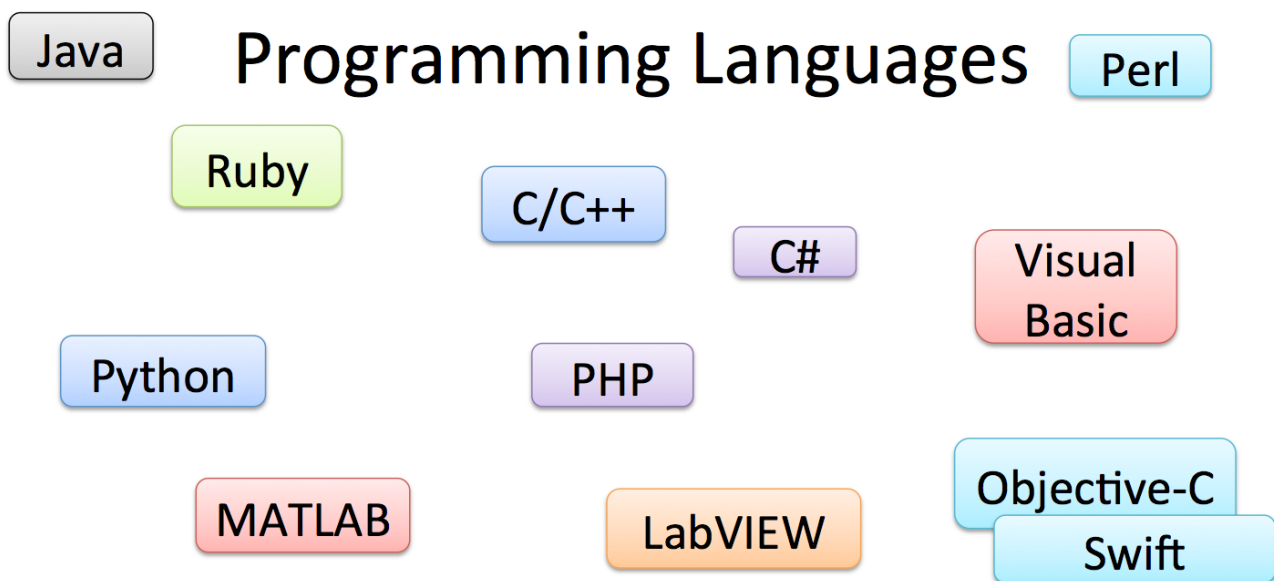 Java
Programming Languages
Perl
Ruby
C/C++
C#
Visual
Basic
Python
PHP
MATLAB
LabVIEW
Objective-C
Swift